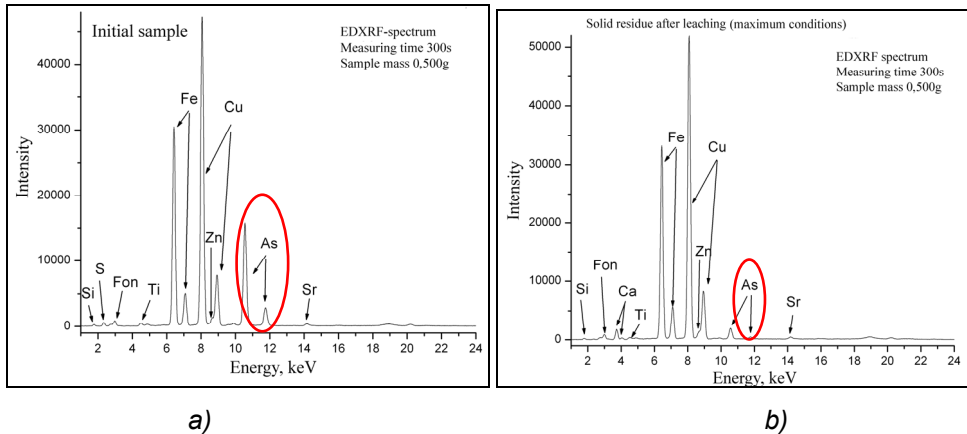 Initial sample
EDXRF-spectrum
Measuring time 300s
Sample mass 0,500g
Intensity
40000
30000
20000
10000
0
Si
S
Fon
Ti
Fe
Cu
Zn
As
Sr
2 4 6 8 10 12 14 16 18 20 22 24
Energy, keV
a)
Solid residue after leaching (maximum conditions)
EDXRF spectrum
Measuring time 300s
Sample mass 0,500g
Intensity
50000
40000
30000
20000
10000
0
Si
Fon
Ca
Ti
Fe
Cu
Zn
As
Sr
2 4 6 8 10 12 14 16 18 20 22 24
Energy, keV
b)